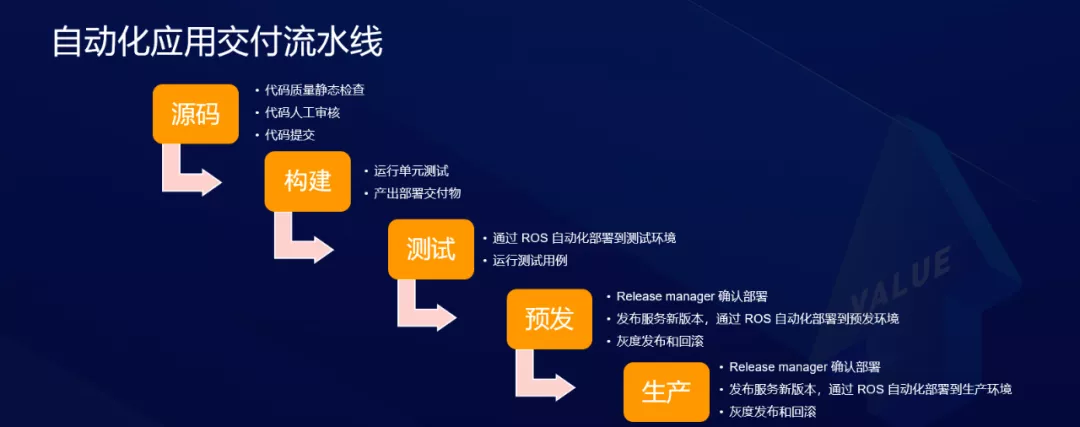 自动化应用交付流水线
源码
• 代码质量静态检查
• 代码人工审核
• 代码提交
构建
• 运行单元测试
• 产出部署交付物
测试
• 通过 ROS 自动化部署到测试环境
• 运行测试用例
预发
• Release manager 确认部署
• 发布服务新版本，通过 ROS 自动化部署到预发环境
• 灰度发布和回滚
生产
• Release manager 确认部署
• 发布服务新版本，通过 ROS 自动化部署到生产环境
• 灰度发布和回滚
VALUE